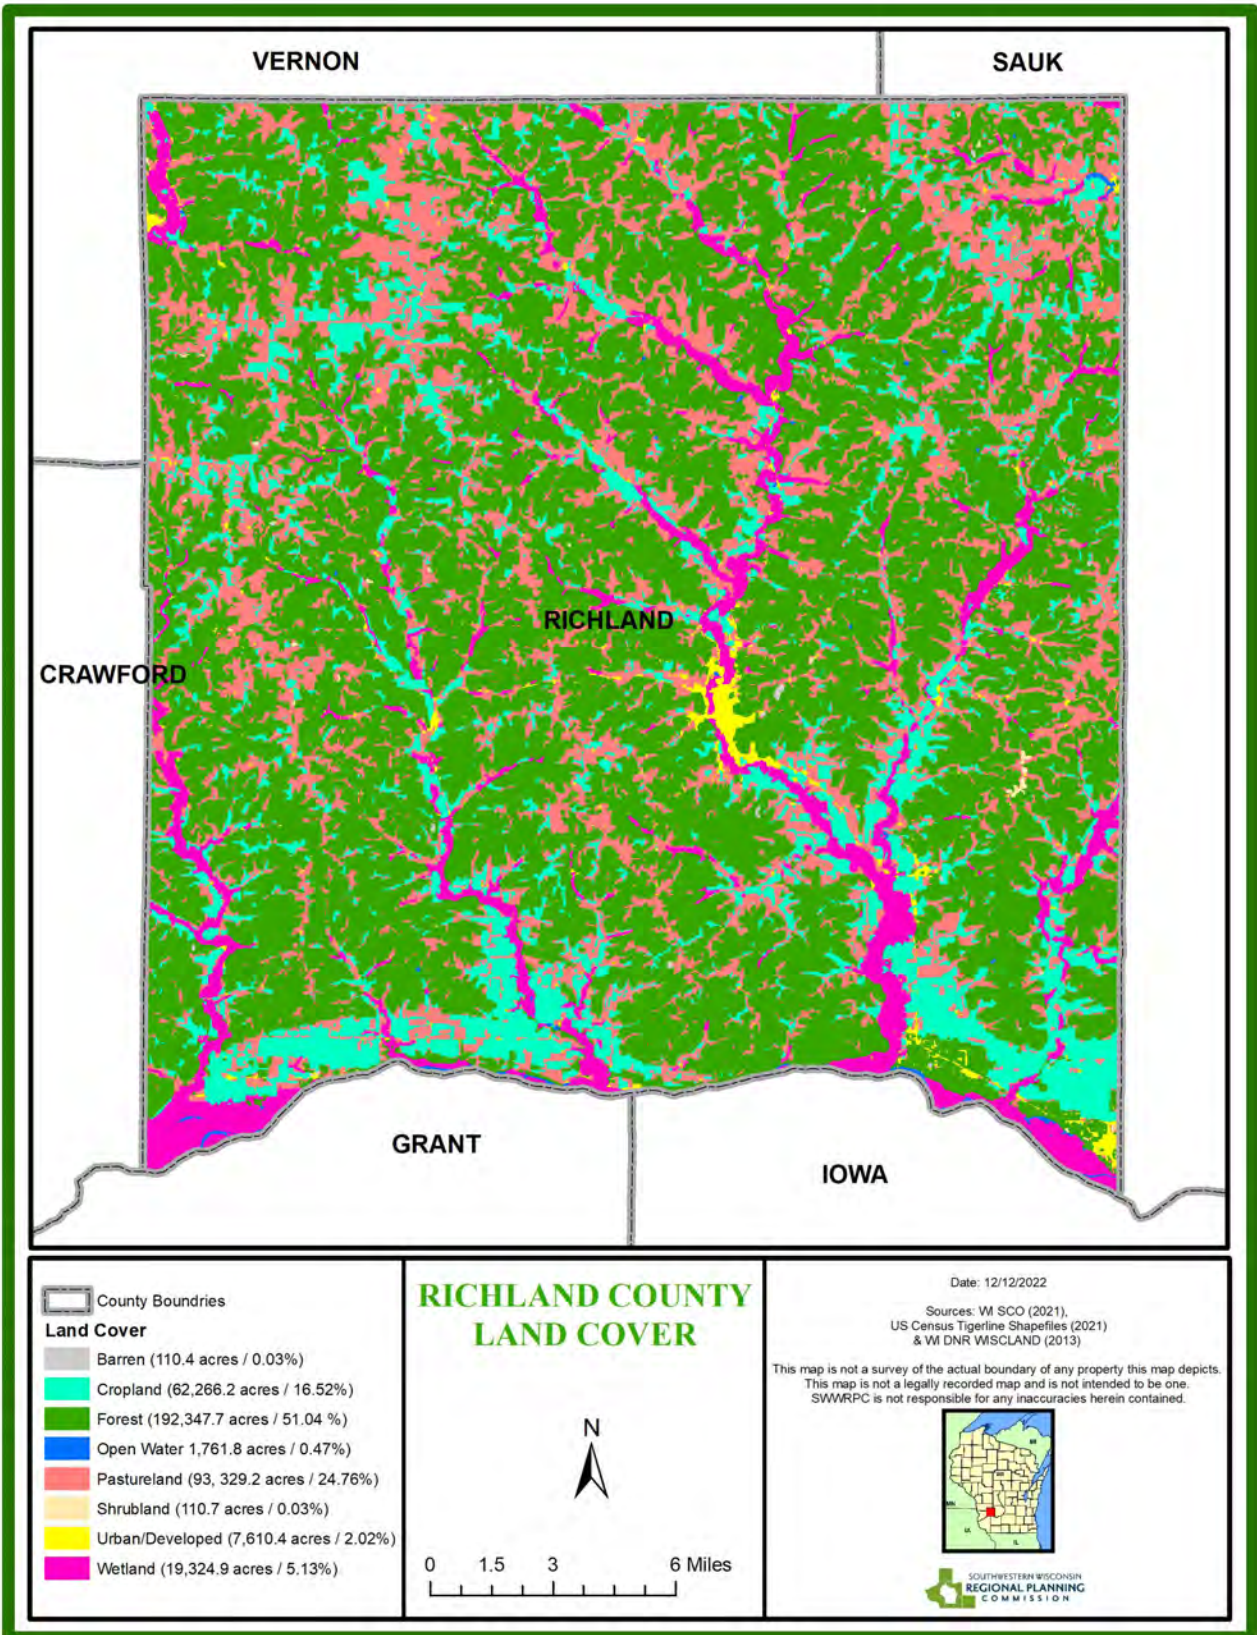 VERNON
SAUK
RICHLAND
CRAWFORD
GRANT
IOWA
County Boundries
Land Cover
Barren (110.4 acres / 0.03%)
Cropland (62,266.2 acres / 16.52%)
Forest (192,347.7 acres / 51.04 %)
Open Water 1,761.8 acres / 0.47%)
Pastureland (93, 329.2 acres / 24.76%)
Shrubland (110.7 acres / 0.03%)
Urban/Developed (7,610.4 acres / 2.02%)
Wetland (19,324.9 acres / 5.13%)
RICHLAND COUNTY
LAND COVER
N
0 1.5 3 6 Miles
Date: 12/12/2022
Sources: WI SCO (2021),
US Census Tigerline Shapefiles (2021)
& WI DNR WISCLAND (2013)
This map is not a survey of the actual boundary of any property this map depicts.
This map is not a legally recorded map and is not intended to be one.
SWWRPC is not responsible for any inaccuracies herein contained.
SOUTHWESTERN WISCONSIN
REGIONAL PLANNING
COMMISSION